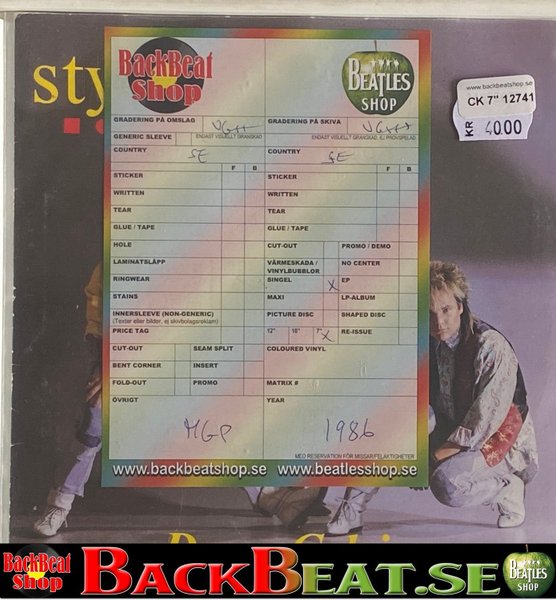 sty
BackBeat
Shop
BEATLES
SHOP
www.backbeatshop.se
CK 7" 12741
KR 4000
GRADERING PÅ OMSLAG VG++
GRADERING PÅ SKIVA VG++
GENERIC SLEEVE ENDAST VISUELLT GRANSKAD
ENDAST VISUELLT GRANSKAD, EJ PROVSPELAD
COUNTRY SE
COUNTRY SE
F B
F B
STICKER
STICKER
WRITTEN
WRITTEN
TEAR
TEAR
GLUE / TAPE
GLUE / TAPE
HOLE
CUT-OUT
PROMO / DEMO
LAMINATSLÄPP
VÄRMESKADA /
VINYLBUBBLOR
NO CENTER
RINGWEAR
SINGEL X
EP
STAINS
MAXI
LP-ALBUM
INNERSLEEVE (NON-GENERIC)
(Texter eller bilder, ej skivbolagsreklam)
PICTURE DISC
SHAPED DISC
PRICE TAG
12" 10" 7" X
RE-ISSUE
CUT-OUT
SEAM SPLIT
COLOURED VINYL
BENT CORNER
INSERT
FOLD-OUT
PROMO
MATRIX #
ÖVRIGT
YEAR
MGP
1986
MED RESERVATION FÖR MISSAR/FELAKTIGHETER
www.backbeatshop.se
www.beatlesshop.se
BackBeat
Shop
BACKBEAT.SE
BEATLES
SHOP